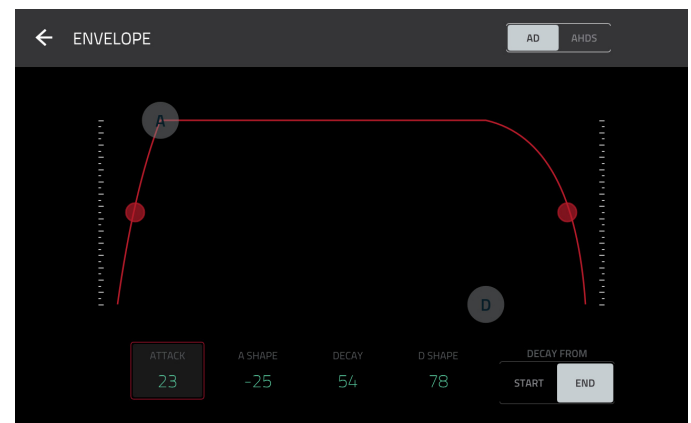 ENVELOPE
AD AHDS
A
D
ATTACK A SHAPE DECAY D SHAPE DECAY FROM
23 -25 54 78 START END